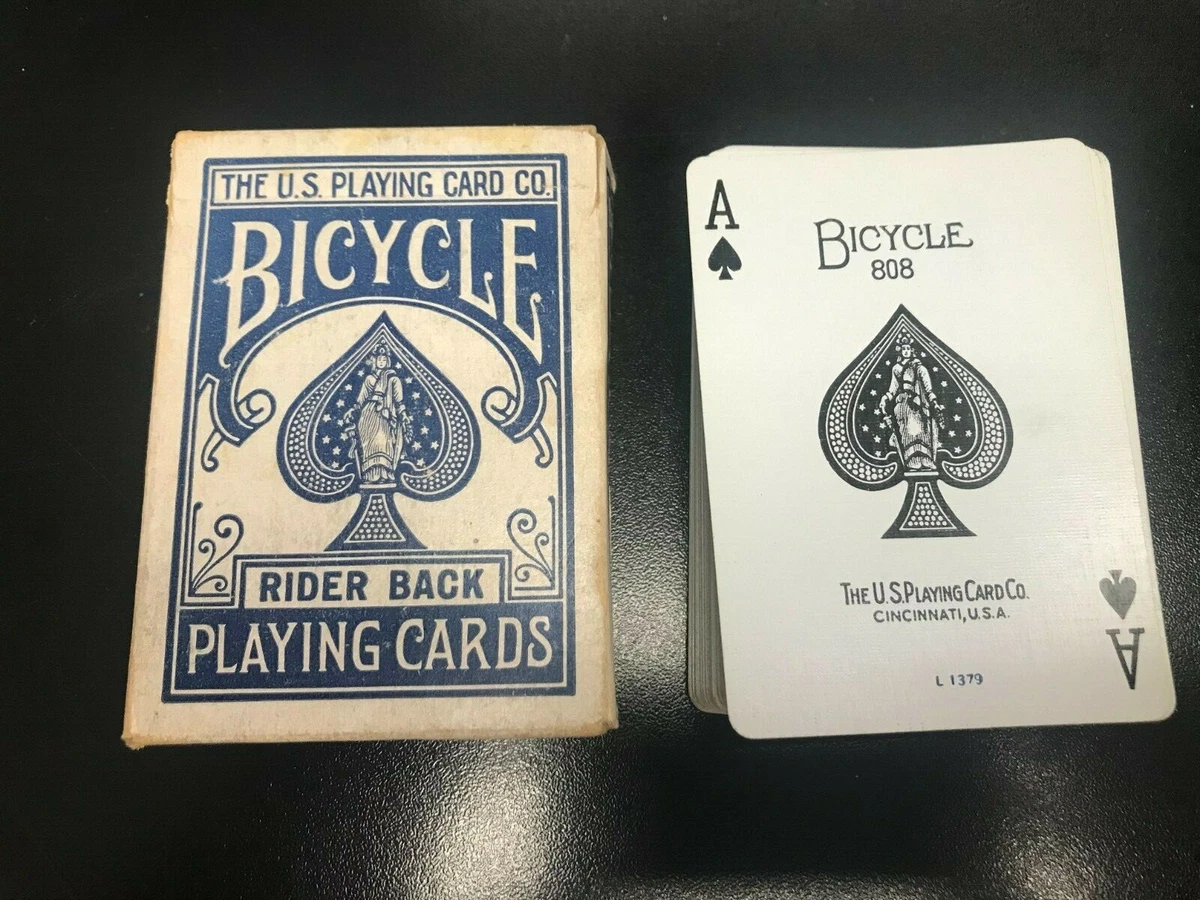 THE U.S. PLAYING CARD CO.
BICYCLE
RIDER BACK
PLAYING CARDS
A
BICYCLE
808
THE U.S. PLAYING CARD CO.
CINCINNATI, U.S.A.
L 1379
A